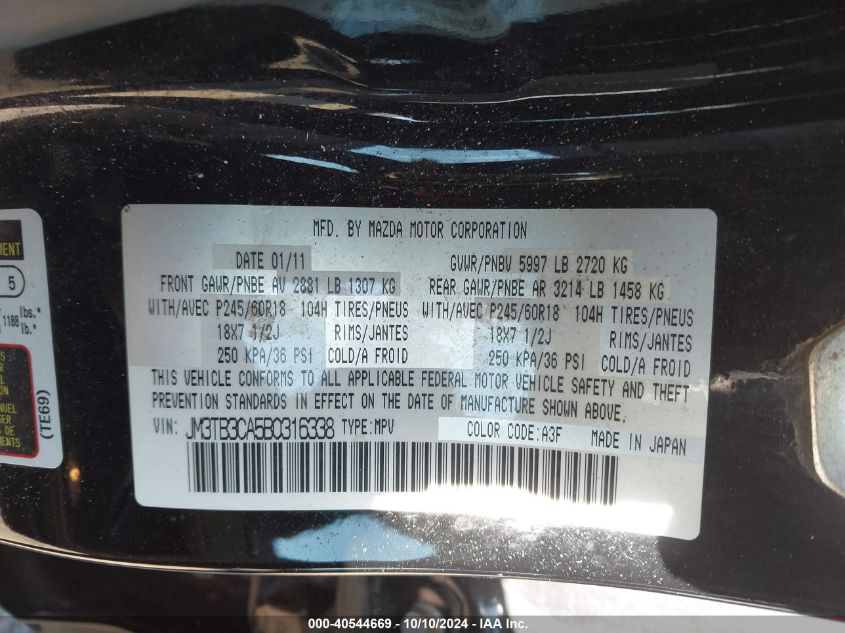 MFD. BY MAZDA MOTOR CORPORATION
DATE 01/11 GVWR/PNBV 5997 LB 2720 KG
FRONT GAWR/PNBE AV 2881 LB 1307 KG REAR GAWR/PNBE AR 3214 LB 1458 KG
WITH/AVEC P245/60R18 104H TIRES/PNEUS WITH/AVEC P245/60R18 104H TIRES/PNEUS
18X7 1/2J RIMS/JANTES 18X7 1/2J RIMS/JANTES
250 KPA/36 PSI COLD/A FROID 250 KPA/36 PSI COLD/A FROID
THIS VEHICLE CONFORMS TO ALL APPLICABLE FEDERAL MOTOR VEHICLE SAFETY AND THEFT
PREVENTION STANDARDS IN EFFECT ON THE DATE OF MANUFACTURE SHOWN ABOVE.
VIN: JM3TB3CA5B0316338 TYPE:MPV COLOR CODE:A3F MADE IN JAPAN
5
lbs.*
1188 lb.*
(TE69)
000-40544669 - 10/10/2024 - IAA Inc.